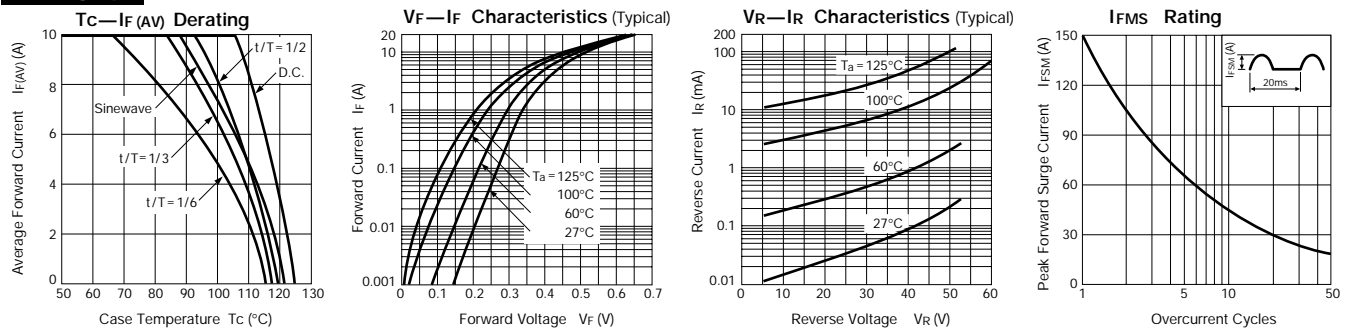 Tc—IF (AV) Derating
10
8
6
4
2
0
Average Forward Current IF(AV) (A)
t/T=1/2
D.C.
Sinewave
t/T=1/3
t/T=1/6
50 60 70 80 90 100 110 120 130
Case Temperature Tc (°C)
VF—IF Characteristics (Typical)
20
10
1
0.1
0.01
0.001
Forward Current IF (A)
Ta=125°C
100°C
60°C
27°C
0 0.1 0.2 0.3 0.4 0.5 0.6 0.7
Forward Voltage VF (V)
VR—IR Characteristics (Typical)
200
100
10
1
0.1
0.01
Reverse Current IR (mA)
Ta=125°C
100°C
60°C
27°C
0 10 20 30 40 50 60
Reverse Voltage VR (V)
IFMS Rating
150
120
90
60
30
0
Peak Forward Surge Current IFSM (A)
IFSM (A)
20ms
1 5 10 50
Overcurrent Cycles